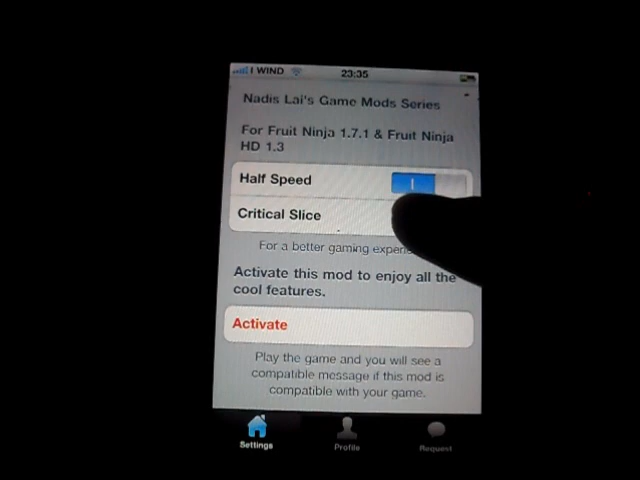 I WIND 23:35
Nadis Lai's Game Mods Series
For Fruit Ninja 1.7.1 & Fruit Ninja
HD 1.3
Half Speed
Critical Slice
For a better gaming
Activate this mod to enjoy all the
cool features.
Activate
Play the game and you will see a
compatible message if this mod is
compatible with your game.
Settings Profile Request